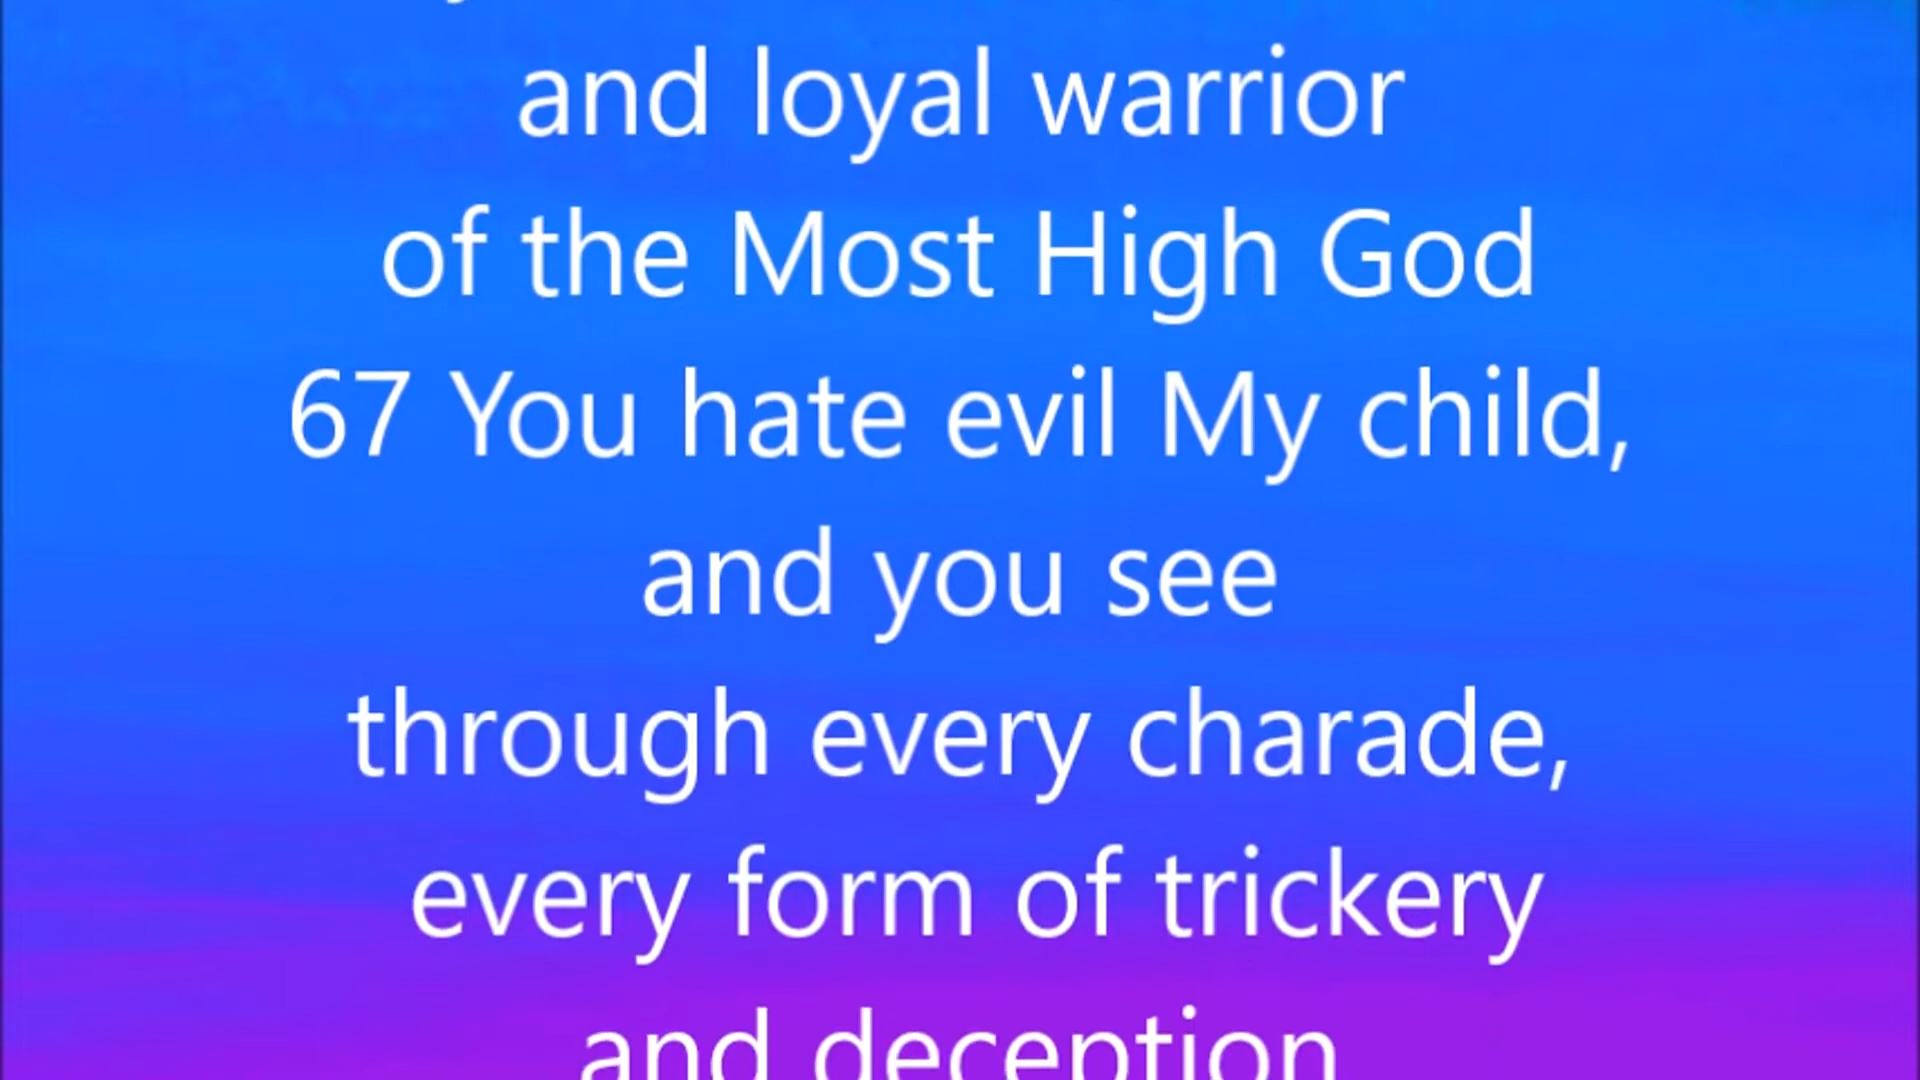 and loyal warrior
of the Most High God
67 You hate evil My child,
and you see
through every charade,
every form of trickery
and deception